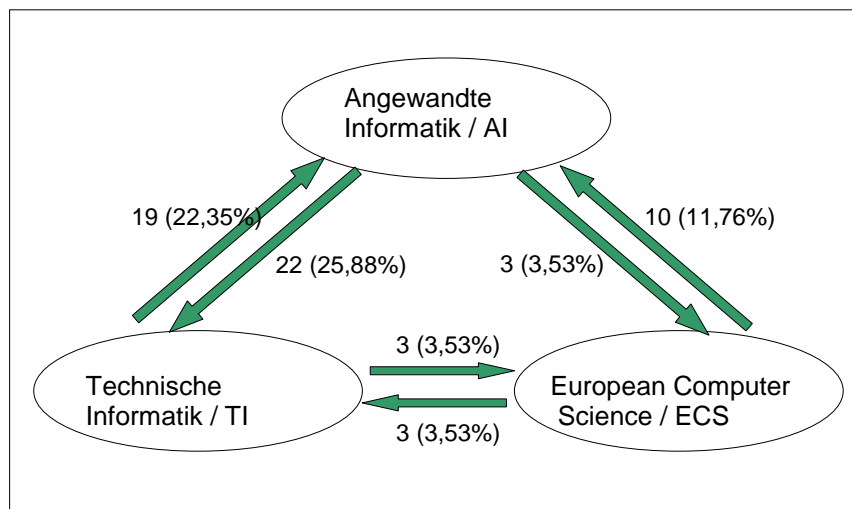 Angewandte
Informatik / AI
19 (22,35%)
10 (11,76%)
22 (25,88%)
3 (3,53%)
3 (3,53%)
Technische
Informatik / TI
European Computer
Science / ECS
3 (3,53%)